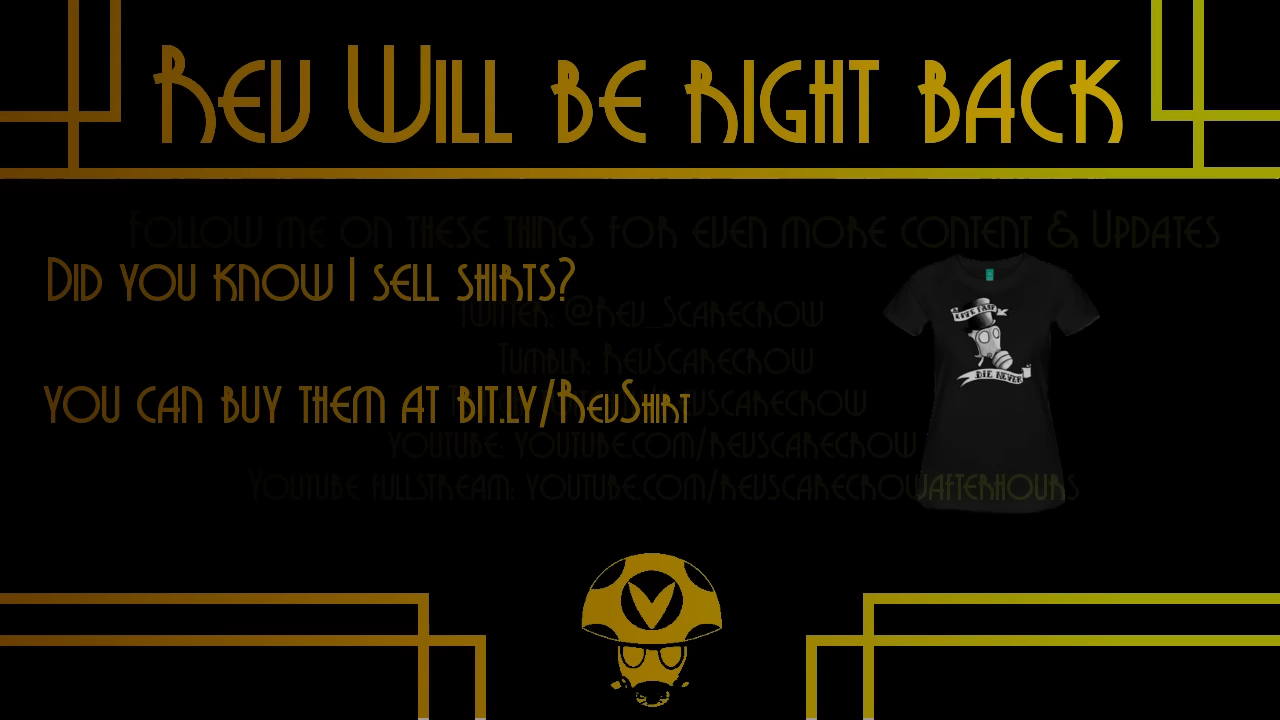 Rev Will be right back
Follow me on these things for even more content & Updates
Did you know I sell shirts?
Twitter: @Rev_Scarecrow
Tumblr: RevScarecrow
you can buy them at bit.ly/RevShirt
youtube: youtube.com/revscarecrow
Youtube fullstream: youtube.com/revscarecrowafterhours
DIE NEVER